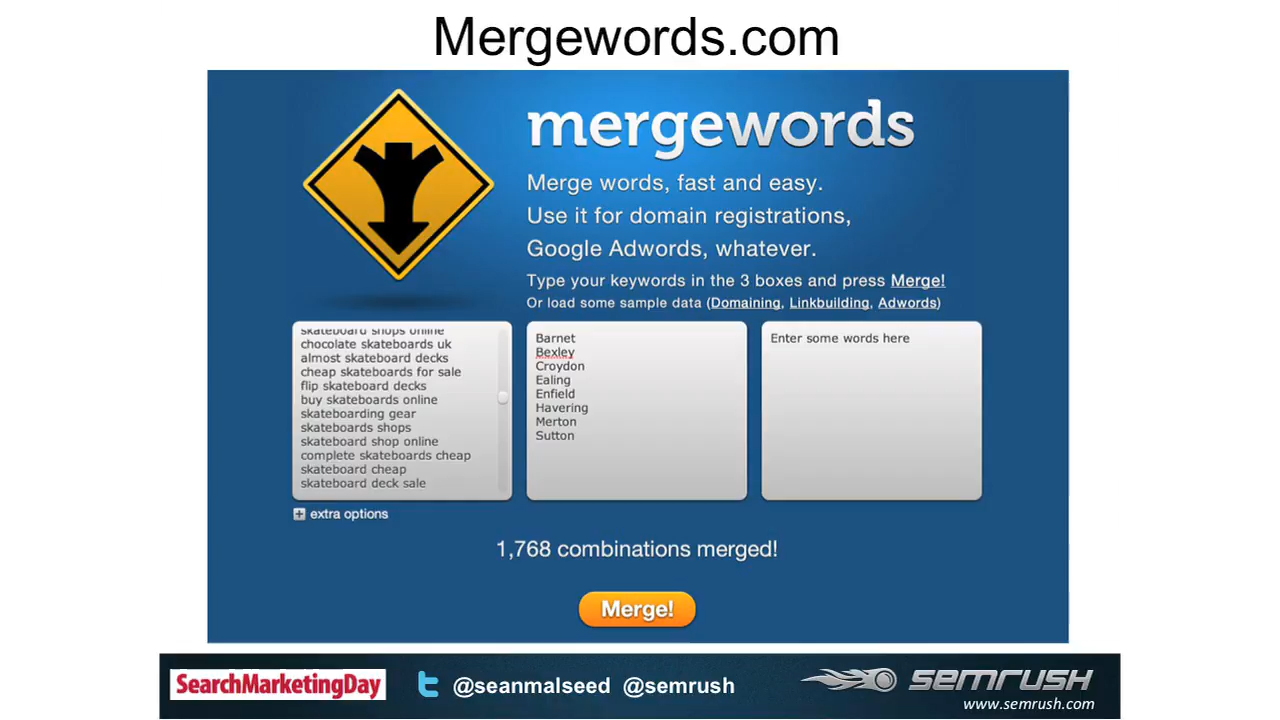 Mergewords.com
mergewords
Merge words, fast and easy.
Use it for domain registrations,
Google Adwords, whatever.
Type your keywords in the 3 boxes and press Merge!
Or load some sample data (Domaining, Linkbuilding, Adwords)
skateboard shops online
chocolate skateboards uk
almost skateboard decks
cheap skateboards for sale
flip skateboard decks
buy skateboards online
skateboarding gear
skateboards shops
skateboard shop online
complete skateboards cheap
skateboard cheap
skateboard deck sale
Barnet
Bexley
Croydon
Ealing
Enfield
Havering
Merton
Sutton
Enter some words here
extra options
1,768 combinations merged!
Merge!
SearchMarketingDay
@seanmalseed @semrush
SEMRUSH
www.semrush.com